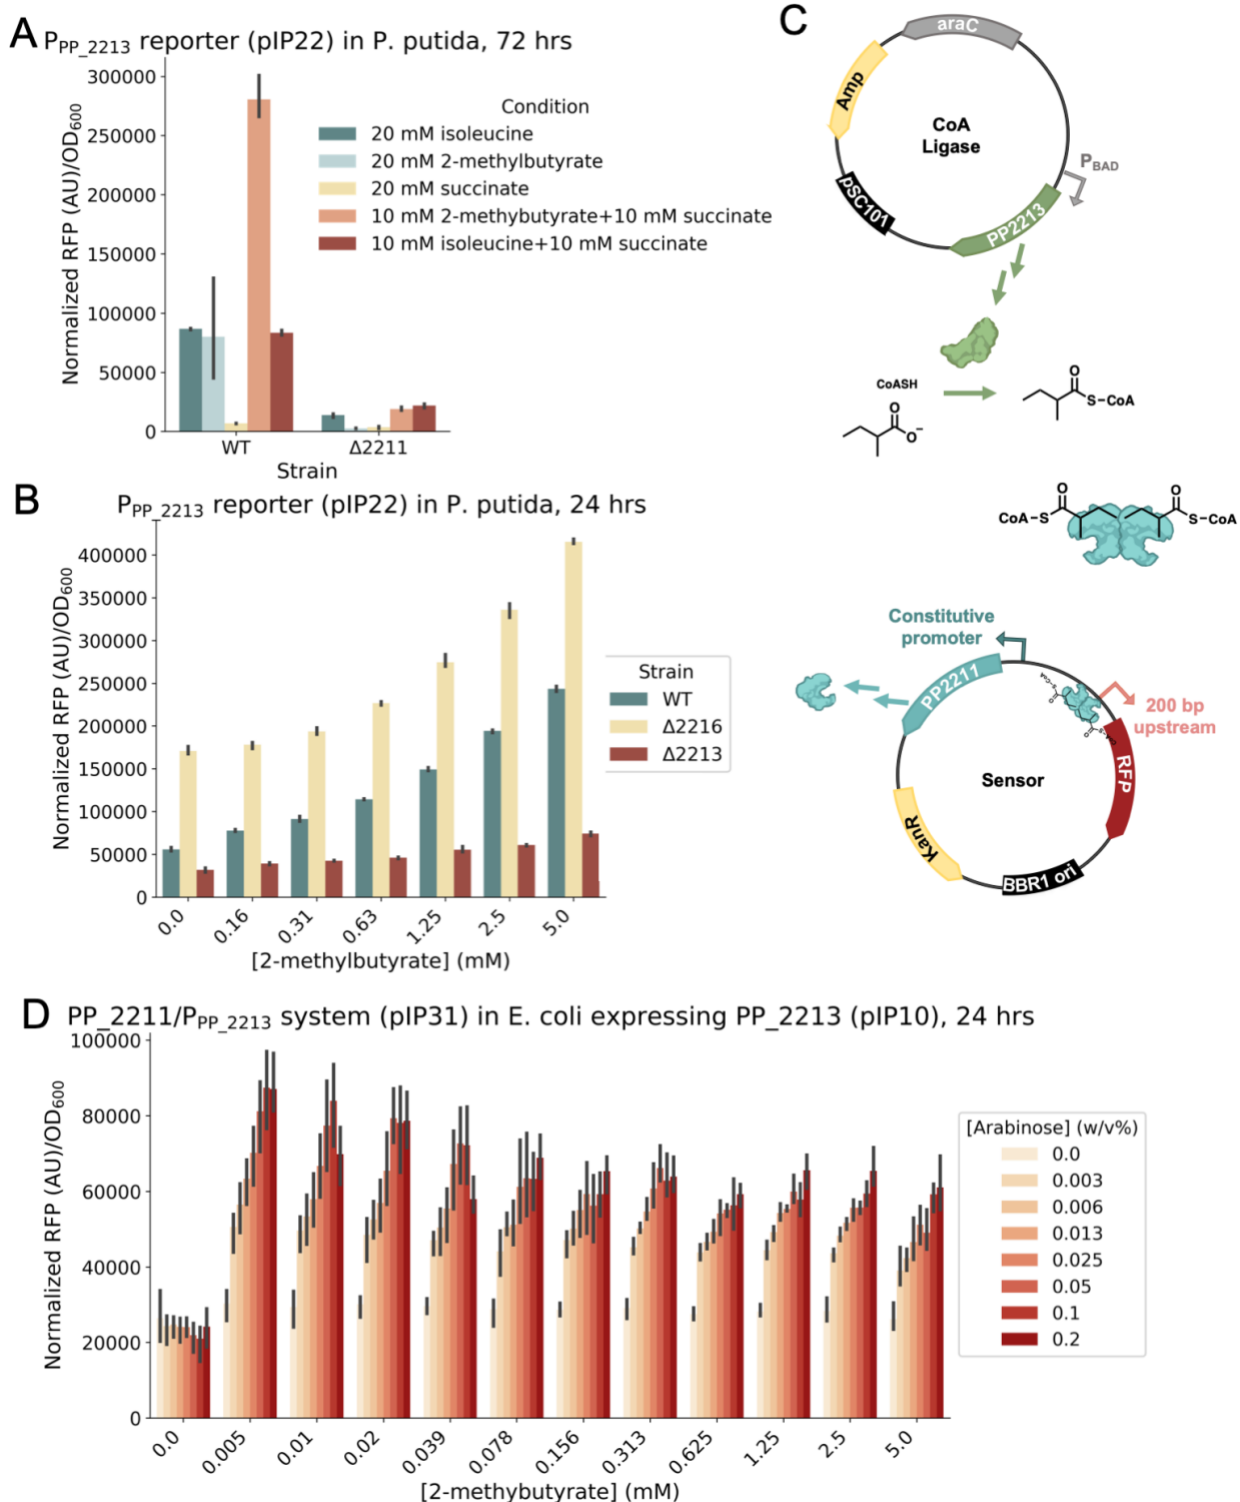 A
P_PP_2213 reporter (pIP22) in P. putida, 72 hrs
Normalized RFP (AU)/OD600
300000
250000
200000
150000
100000
50000
0
Condition
20 mM isoleucine
20 mM 2-methylbutyrate
20 mM succinate
10 mM 2-methybutyrate+10 mM succinate
10 mM isoleucine+10 mM succinate
WT
Δ2211
Strain
B
P_PP_2213 reporter (pIP22) in P. putida, 24 hrs
Normalized RFP (AU)/OD600
400000
350000
300000
250000
200000
150000
100000
50000
0
Strain
WT
Δ2216
Δ2213
0.0
0.16
0.31
0.63
1.25
2.5
5.0
[2-methylbutyrate] (mM)
C
araC
Amp
CoA
Ligase
pSC101
PBAD
PP2213
CoASH
O
O−
O
S-CoA
O
CoA-S
O
S-CoA
Constitutive
promoter
PP2211
200 bp
upstream
RFP
Sensor
KanR
BBR1 ori
D
PP_2211/P_PP_2213 system (pIP31) in E. coli expressing PP_2213 (pIP10), 24 hrs
Normalized RFP (AU)/OD600
100000
80000
60000
40000
20000
0
[Arabinose] (w/v%)
0.0
0.003
0.006
0.013
0.025
0.05
0.1
0.2
0.0
0.005
0.01
0.02
0.039
0.078
0.156
0.313
0.625
1.25
2.5
5.0
[2-methybutyrate] (mM)